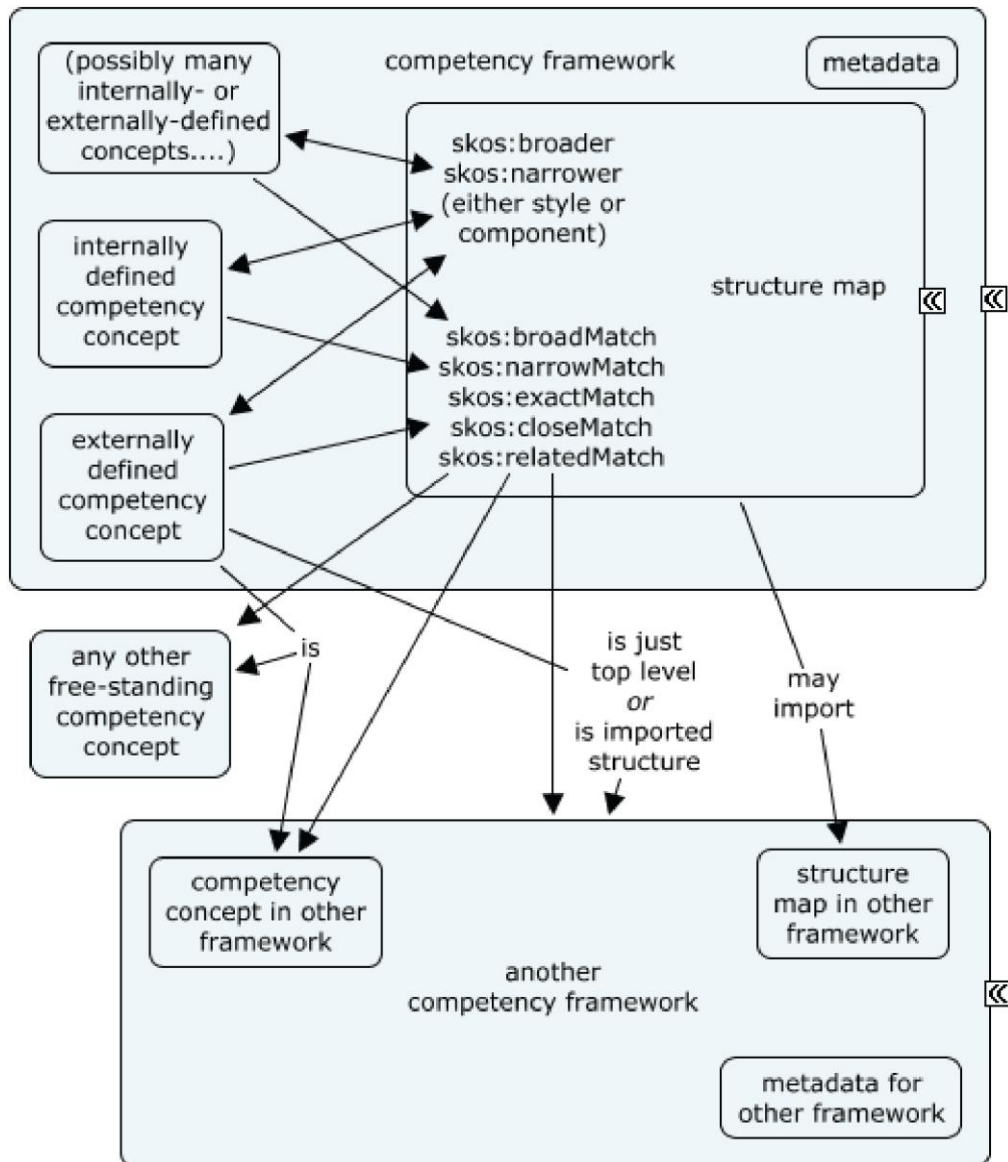 (possibly many
internally- or
externally-defined
concepts....)
competency framework
metadata
skos:broader
skos:narrower
(either style or
component)
internally
defined
competency
concept
structure map
skos:broadMatch
skos:narrowMatch
skos:exactMatch
skos:closeMatch
skos:relatedMatch
externally
defined
competency
concept
any other
free-standing
competency
concept
is
is just
top level
or
is imported
structure
may
import
competency
concept in other
framework
structure
map in other
framework
another
competency framework
metadata for
other framework